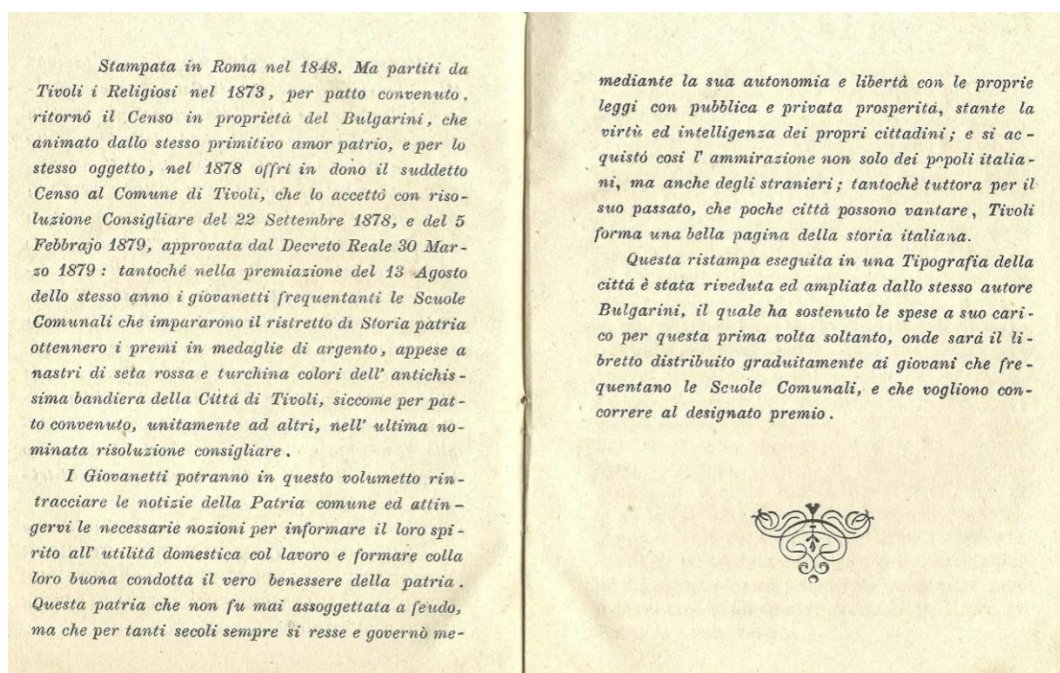 Stampata in Roma nel 1848. Ma partiti da
Tivoli i Religiosi nel 1873, per patto convenuto,
ritornó il Censo in proprietà del Bulgarini, che
animato dallo stesso primitivo amor patrio, e per lo
stesso oggetto, nel 1878 offrì in dono il suddetto
Censo al Comune di Tivoli, che lo accettó con riso-
luzione Consigliare del 22 Settembre 1878, e del 5
Febbrajo 1879, approvata dal Decreto Reale 30 Mar-
zo 1879 : tantoché nella premiazione del 13 Agosto
dello stesso anno i giovanetti frequentanti le Scuole
Comunali che impararono il ristretto di Storia patria
ottennero i premi in medaglie di argento, appese a
nastri di seta rossa e turchina colori dell' antichis-
sima bandiera della Cittá di Tivoli, siccome per pat-
to convenuto, unitamente ad altri, nell' ultima no-
minata risoluzione consigliare.
I Giovanetti potranno in questo volumetto rin-
tracciare le notizie della Patria comune ed attin-
gervi le necessarie nozioni per informare il loro spi-
rito all' utilitá domestica col lavoro e formare colla
loro buona condotta il vero benessere della patria.
Questa patria che non fu mai assoggettata a feudo,
ma che per tanti secoli sempre si resse e governò me-
mediante la sua autonomia e libertà con le proprie
leggi con pubblica e privata prosperitá, stante la
virtù ed intelligenza dei propri cittadini; e si ac-
quistó cosi l' ammirazione non solo dei popoli italia-
ni, ma anche degli stranieri; tantochè tuttora per il
suo passato, che poche cittá possono vantare, Tivoli
forma una bella pagina della storia italiana.
Questa ristampa eseguita in una Tipografia della
cittá è stata riveduta ed ampliata dallo stesso autore
Bulgarini, il quale ha sostenuto le spese a suo cari-
co per questa prima volta soltanto, onde sará il li-
bretto distribuito graduitamente ai giovani che fre-
quentano le Scuole Comunali, e che vogliono con-
correre al designato premio.